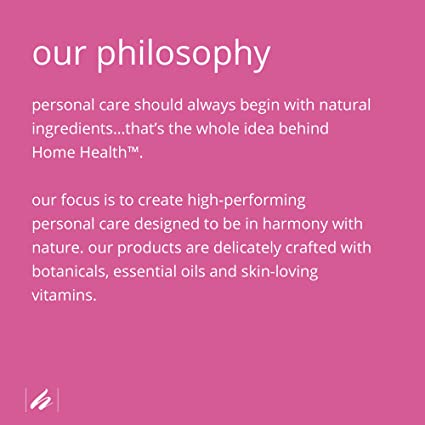 our philosophy
personal care should always begin with natural
ingredients...that's the whole idea behind
Home Health™.
our focus is to create high-performing
personal care designed to be in harmony with
nature. our products are delicately crafted with
botanicals, essential oils and skin-loving
vitamins.